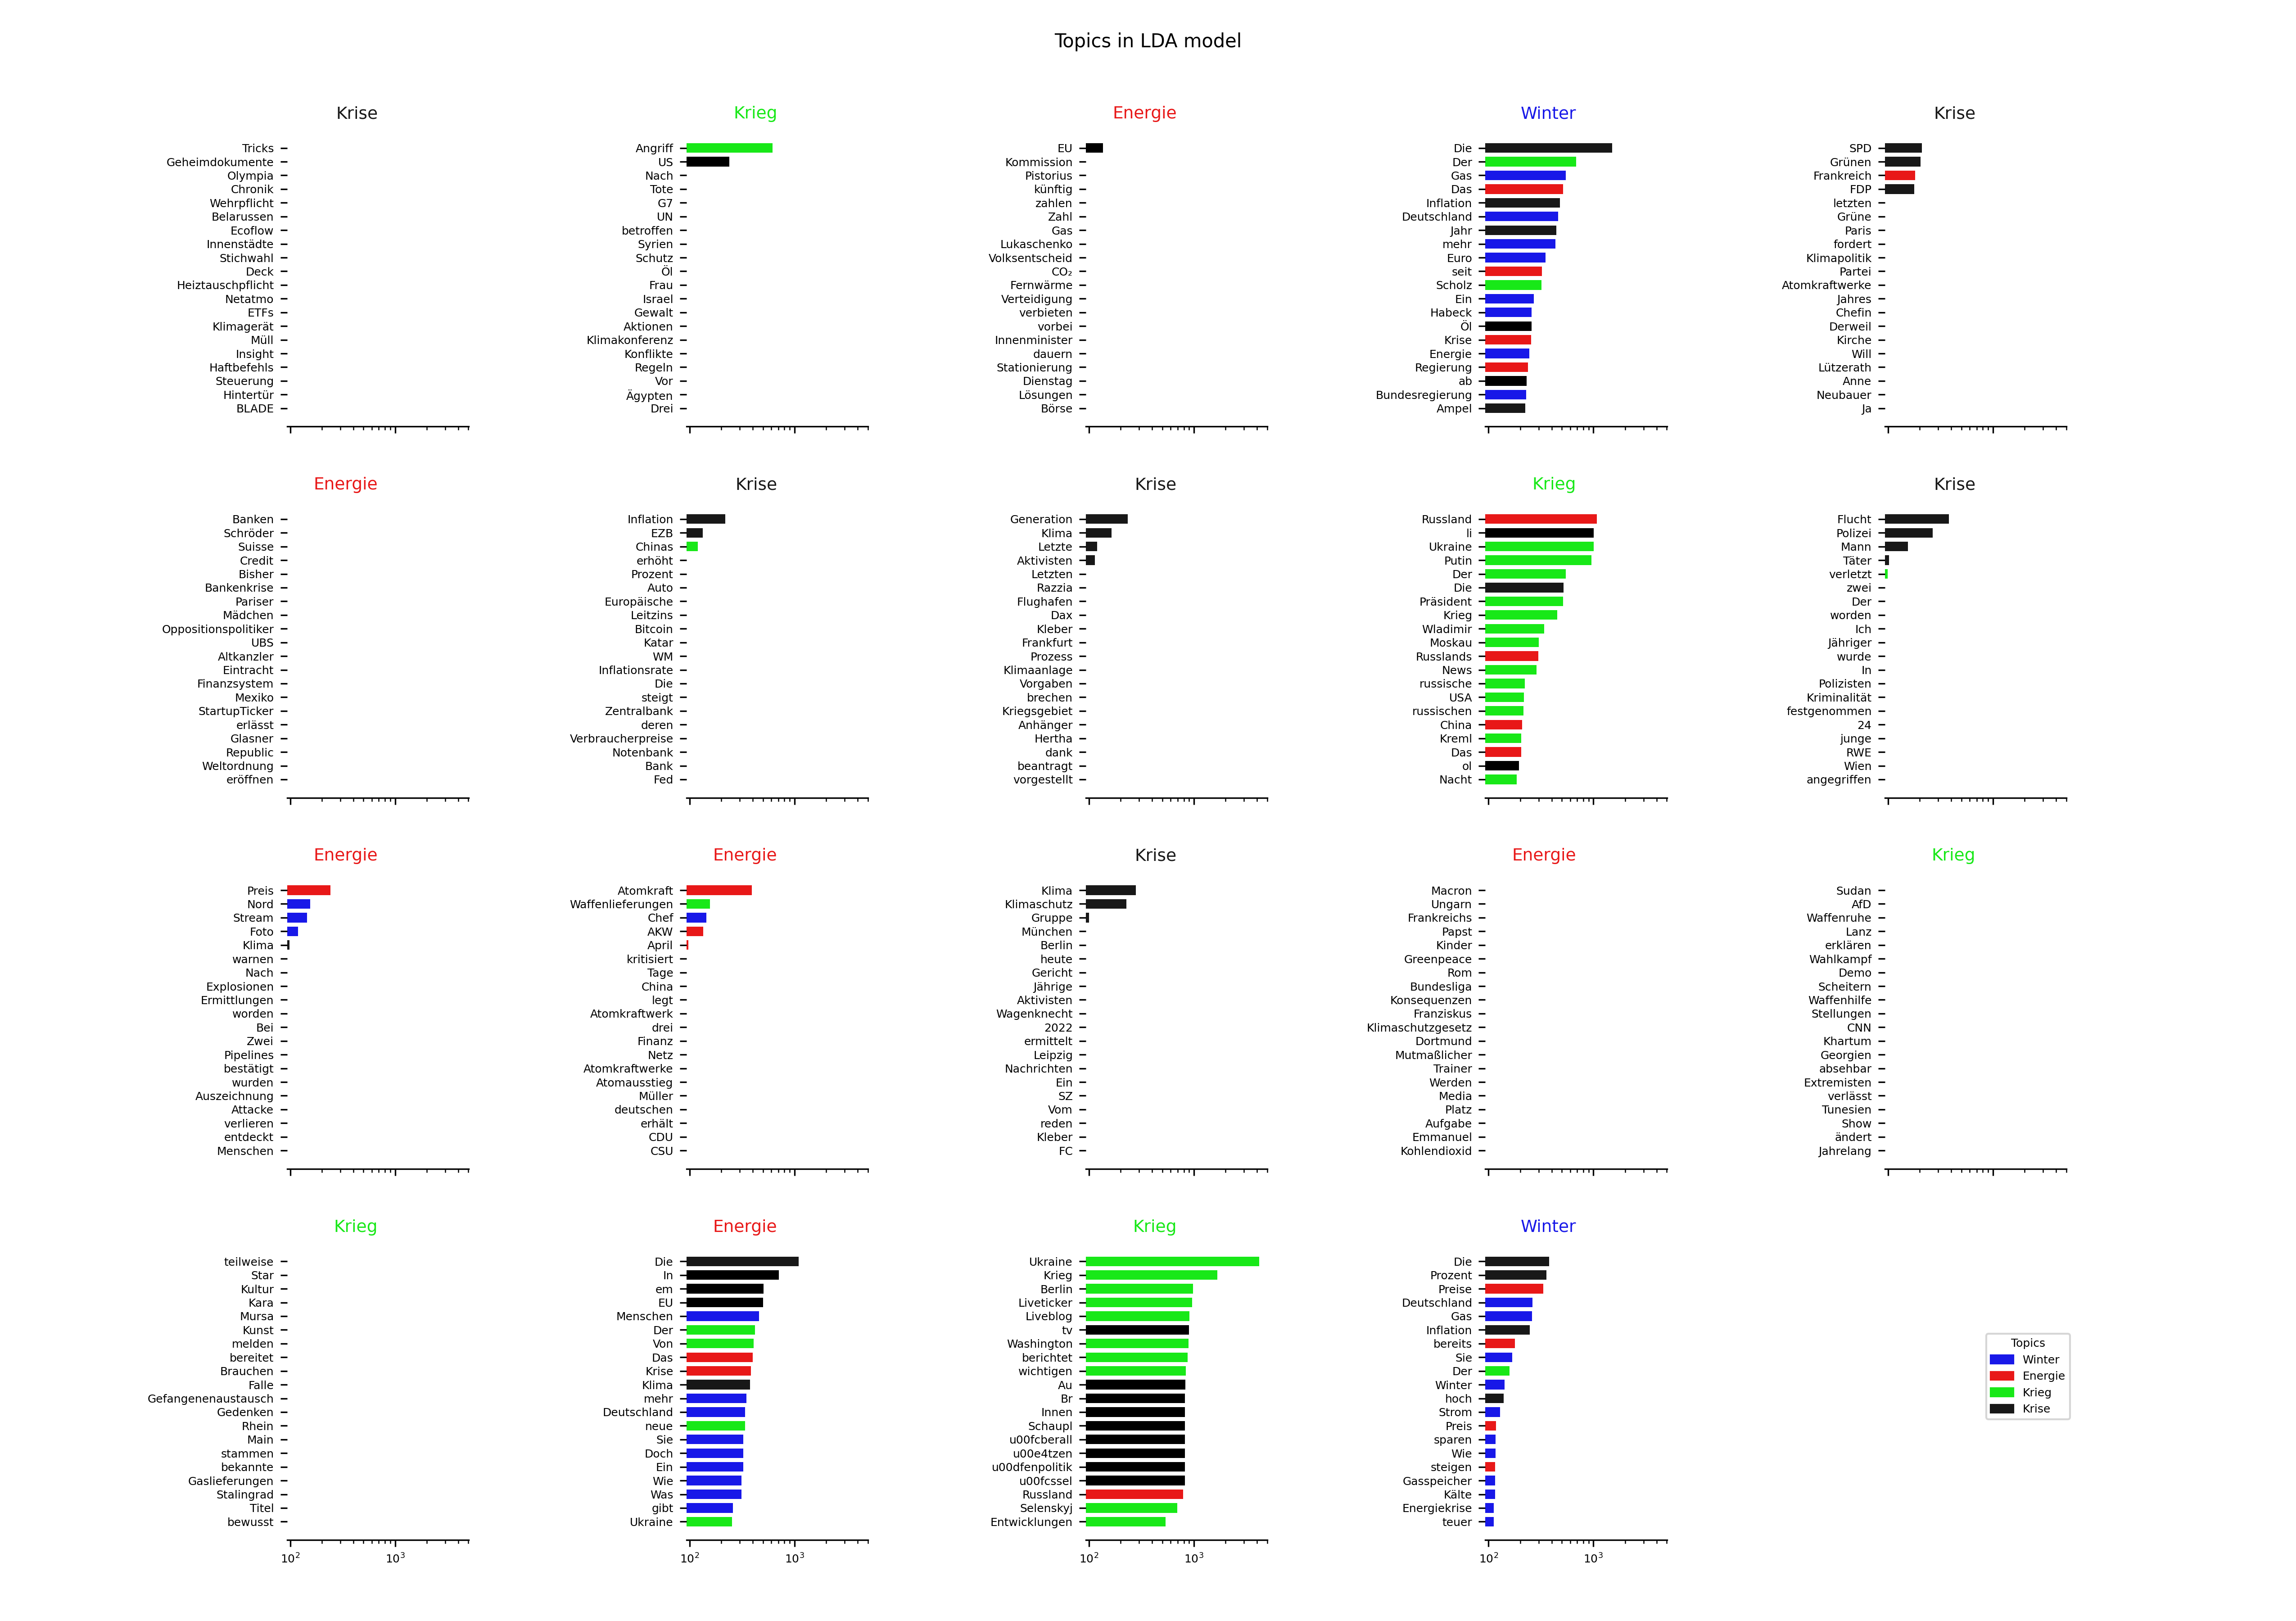 Topics in LDA model
Krise
Tricks
Geheimdokumente
Olympia
Chronik
Wehrpflicht
Belarussen
Ecoflow
Innenstädte
Stichwahl
Deck
Heiztauschpflicht
Netatmo
ETFs
Klimagerät
Müll
Insight
Haftbefehls
Steuerung
Hintertür
BLADE
Krieg
Angriff
US
Nach
Tote
G7
UN
betroffen
Syrien
Schutz
Öl
Frau
Israel
Gewalt
Aktionen
Klimakonferenz
Konflikte
Regeln
Vor
Ägypten
Drei
Energie
EU
Kommission
Pistorius
künftig
zahlen
Zahl
Gas
Lukaschenko
Volksentscheid
CO₂
Fernwärme
Verteidigung
verbieten
vorbei
Innenminister
dauern
Stationierung
Dienstag
Lösungen
Börse
Winter
Die
Der
Gas
Das
Inflation
Deutschland
Jahr
mehr
Euro
seit
Scholz
Ein
Habeck
Öl
Krise
Energie
Regierung
ab
Bundesregierung
Ampel
Krise
SPD
Grünen
Frankreich
FDP
letzten
Grüne
Paris
fordert
Klimapolitik
Partei
Atomkraftwerke
Jahres
Chefin
Derweil
Kirche
Will
Lützerath
Anne
Neubauer
Ja
Energie
Banken
Schröder
Suisse
Credit
Bisher
Bankenkrise
Pariser
Mädchen
Oppositionspolitiker
UBS
Altkanzler
Eintracht
Finanzsystem
Mexiko
StartupTicker
erlässt
Glasner
Republic
Weltordnung
eröffnen
Krise
Inflation
EZB
Chinas
erhöht
Prozent
Auto
Europäische
Leitzins
Bitcoin
Katar
WM
Inflationsrate
Die
steigt
Zentralbank
deren
Verbraucherpreise
Notenbank
Bank
Fed
Krise
Generation
Klima
Letzte
Aktivisten
Letzten
Razzia
Flughafen
Dax
Kleber
Frankfurt
Prozess
Klimaanlage
Vorgaben
brechen
Kriegsgebiet
Anhänger
Hertha
dank
beantragt
vorgestellt
Krieg
Russland
li
Ukraine
Putin
Der
Die
Präsident
Krieg
Wladimir
Moskau
Russlands
News
russische
USA
russischen
China
Kreml
Das
ol
Nacht
Krise
Flucht
Polizei
Mann
Täter
verletzt
zwei
Der
worden
Ich
Jähriger
wurde
In
Polizisten
Kriminalität
festgenommen
24
junge
RWE
Wien
angegriffen
Energie
Preis
Nord
Stream
Foto
Klima
warnen
Nach
Explosionen
Ermittlungen
worden
Bei
Zwei
Pipelines
bestätigt
wurden
Auszeichnung
Attacke
verlieren
entdeckt
Menschen
Energie
Atomkraft
Waffenlieferungen
Chef
AKW
April
kritisiert
Tage
China
legt
Atomkraftwerk
drei
Finanz
Netz
Atomkraftwerke
Atomausstieg
Müller
deutschen
erhält
CDU
CSU
Krise
Klima
Klimaschutz
Gruppe
München
Berlin
heute
Gericht
Jährige
Aktivisten
Wagenknecht
2022
ermittelt
Leipzig
Nachrichten
Ein
SZ
Vom
reden
Kleber
FC
Energie
Macron
Ungarn
Frankreichs
Papst
Kinder
Greenpeace
Rom
Bundesliga
Konsequenzen
Franziskus
Klimaschutzgesetz
Dortmund
Mutmaßlicher
Trainer
Werden
Media
Platz
Aufgabe
Emmanuel
Kohlendioxid
Krieg
Sudan
AfD
Waffenruhe
Lanz
erklären
Wahlkampf
Demo
Scheitern
Waffenhilfe
Stellungen
CNN
Khartum
Georgien
absehbar
Extremisten
verlässt
Tunesien
Show
ändert
Jahrelang
Krieg
teilweise
Star
Kultur
Kara
Mursa
Kunst
melden
bereitet
Brauchen
Falle
Gefangenenaustausch
Gedenken
Rhein
Main
stammen
bekannte
Gaslieferungen
Stalingrad
Titel
bewusst
10² 10³
Energie
Die
In
em
EU
Menschen
Der
Von
Das
Krise
Klima
mehr
Deutschland
neue
Sie
Doch
Ein
Wie
Was
gibt
Ukraine
10² 10³
Krieg
Ukraine
Krieg
Berlin
Liveticker
Liveblog
tv
Washington
berichtet
wichtigen
Au
Br
Innen
Schaupl
u00fcberall
u00e4tzen
u00dfenpolitik
u00fcssel
Russland
Selenskyj
Entwicklungen
10² 10³
Winter
Die
Prozent
Preise
Deutschland
Gas
Inflation
bereits
Sie
Der
Winter
hoch
Strom
Preis
sparen
Wie
steigen
Gasspeicher
Kälte
Energiekrise
teuer
10² 10³
Topics
Winter
Energie
Krieg
Krise